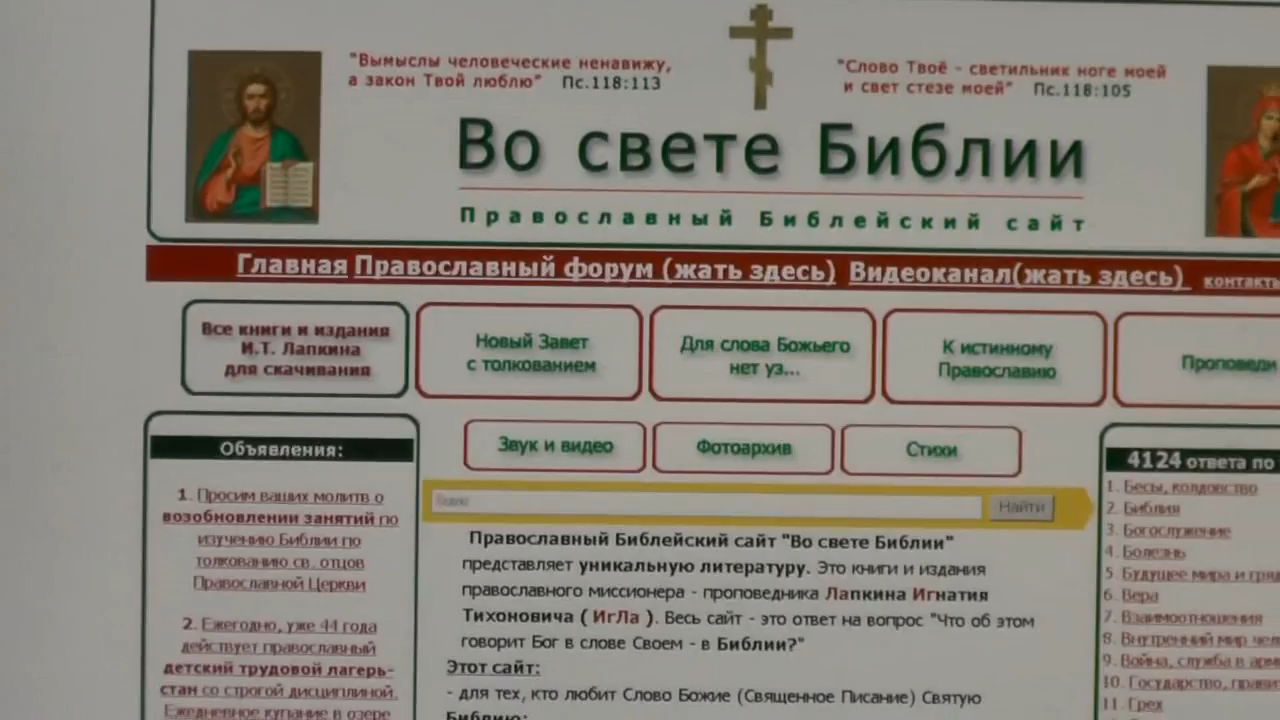 "Вымыслы человеческие ненавижу,
а закон Твой люблю" Пс.118:113
"Слово Твоё - светильник ноге моей
и свет стезе моей" Пс.118:105
Во свете Библии
Православный Библейский сайт
Главная Православный форум (жать здесь) Видеоканал(жать здесь) контакты
Все книги и издания
И.Т. Лапкина
для скачивания
Новый Завет
с толкованием
Для слова Божьего
нет уз...
К истинному
Православию
Проповеди
Звук и видео
Фотоархив
Стихи
Объявления:
1. Просим ваших молитв о
возобновлении занятий по
изучению Библии по
толкованию св. отцов
Православной Церкви
2. Ежегодно, уже 44 года
действует православный
детский трудовой лагерь-
стан со строгой дисциплиной.
Ежедневное купание в озере
Найти
Православный Библейский сайт "Во свете Библии"
представляет уникальную литературу. Это книги и издания
православного миссионера - проповедника Лапкина Игнатия
Тихоновича ( ИгЛа ). Весь сайт - это ответ на вопрос "Что об этом
говорит Бог в слове Своем - в Библии?"
Этот сайт:
- для тех, кто любит Слово Божие (Священное Писание) Святую
Библию;
4124 ответа по
1. Бесы, колдовство
2. Библия
3. Богослужение
4. Болезнь
5. Будущее мира и
6. Вера
7. Взаимоотношения
8. Внутренний мир
9. Война, служба в
10. Государство,
11. Грех